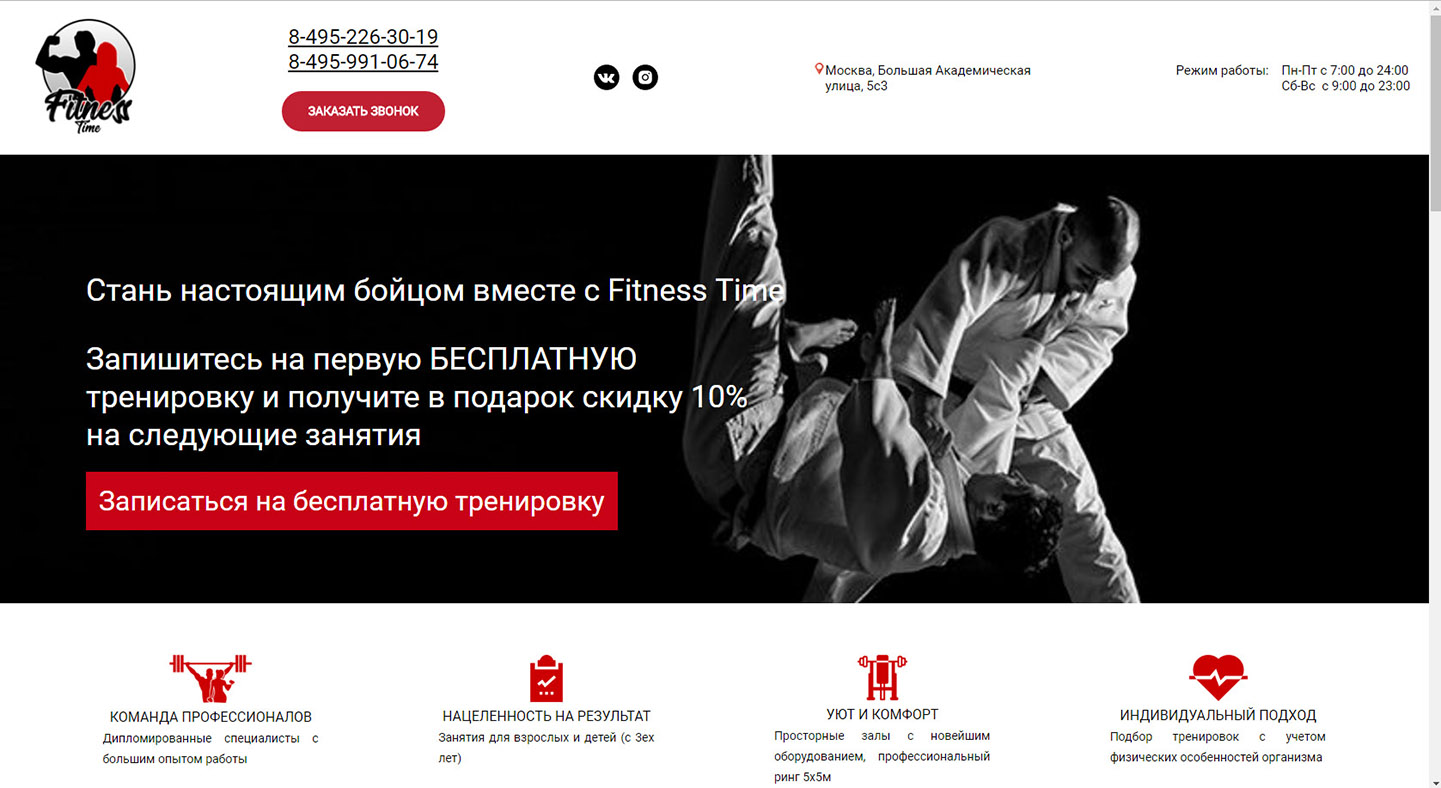 Fitness
Time
8-495-226-30-19
8-495-991-06-74
ЗАКАЗАТЬ ЗВОНОК
Москва, Большая Академическая
улица, 5с3
Режим работы: Пн-Пт с 7:00 до 24:00
Сб-Вс с 9:00 до 23:00
Стань настоящим бойцом вместе с Fitness Time
Запишитесь на первую БЕСПЛАТНУЮ
тренировку и получите в подарок скидку 10%
на следующие занятия
Записаться на бесплатную тренировку
КОМАНДА ПРОФЕССИОНАЛОВ
Дипломированные специалисты с
большим опытом работы
НАЦЕЛЕННОСТЬ НА РЕЗУЛЬТАТ
Занятия для взрослых и детей (с 3ех
лет)
УЮТ И КОМФОРТ
Просторные залы с новейшим
оборудованием, профессиональный
ринг 5х5м
ИНДИВИДУАЛЬНЫЙ ПОДХОД
Подбор тренировок с учетом
физических особенностей организма